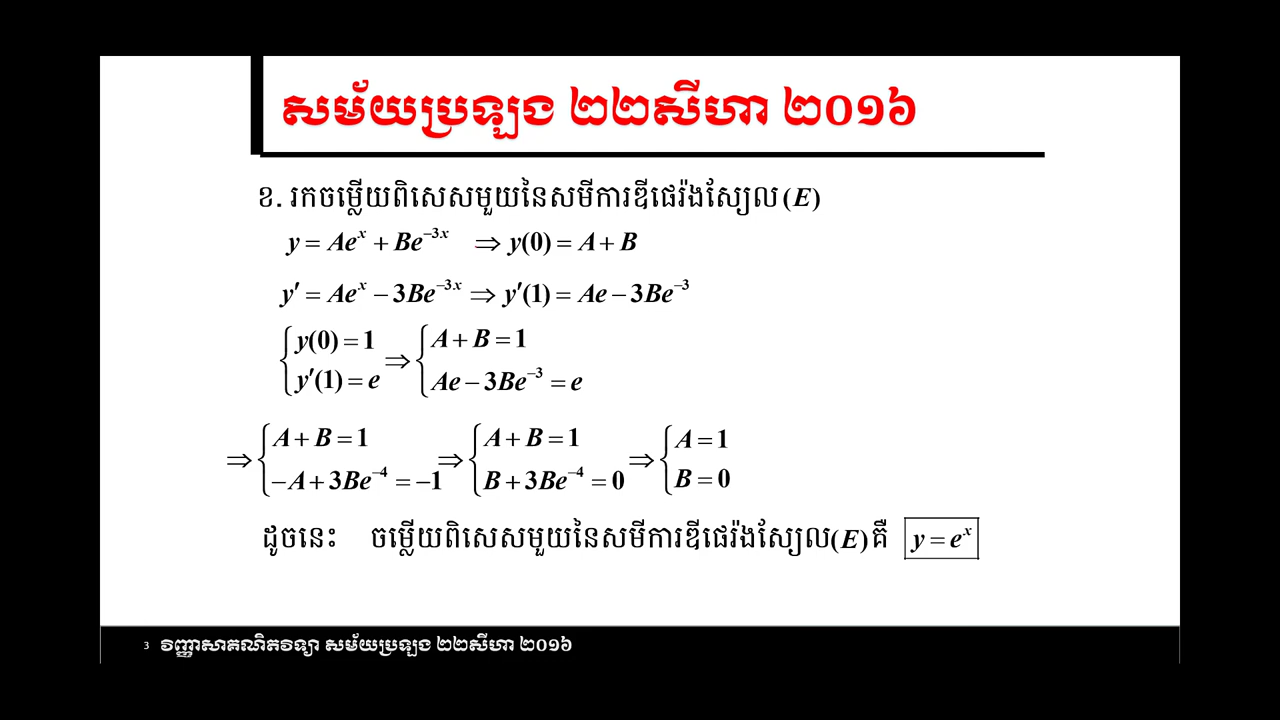 សម័យប្រឡង ២២សីហា ២០១៦
ខ. រកចម្លើយពិសេសមួយនៃសមីការឌីផេរ៉ងស្យែល(E)
y = Ae^x + Be^{-3x} ⇒ y(0) = A + B
y′ = Ae^x − 3Be^{-3x} ⇒ y′(1) = Ae − 3Be^{-3}
{ y(0) = 1 ⇒ { A + B = 1
{ y′(1) = e { Ae − 3Be^{-3} = e
⇒ { A + B = 1 ⇒ { A + B = 1 ⇒ { A = 1
{ −A + 3Be^{-4} = −1 { B + 3Be^{-4} = 0 { B = 0
ដូចនេះ ចម្លើយពិសេសមួយនៃសមីការឌីផេរ៉ងស្យែល(E)គឺ y = e^x
3 វិញ្ញាសាគណិតវិទ្យា សម័យប្រឡង ២២សីហា ២០១៦